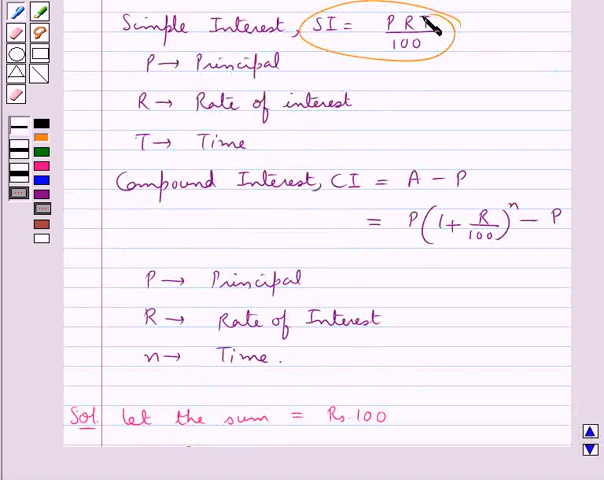 Simple Interest, SI = P R T / 100
P → Principal
R → Rate of interest
T → Time
Compound Interest, CI = A − P
= P(1 + R/100)^n − P
P → Principal
R → Rate of Interest
n → Time.
Sol. let the sum = Rs. 100